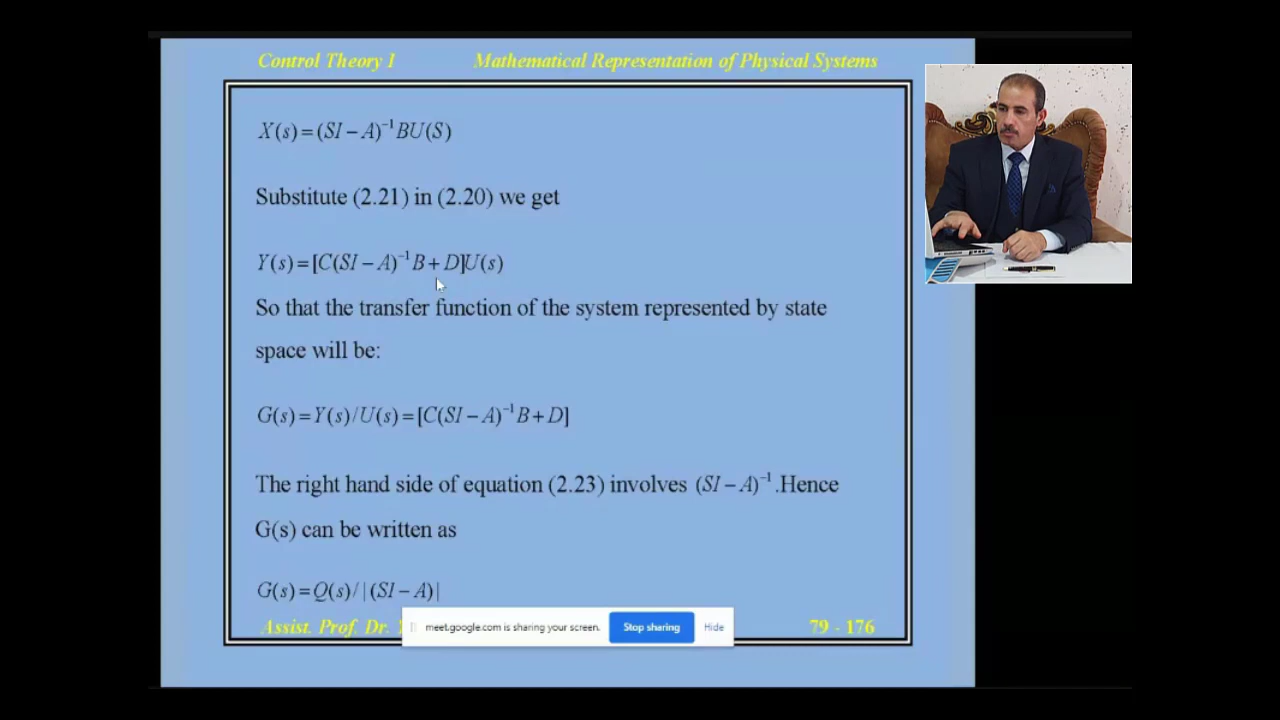 Control Theory I Mathematical Representation of Physical Systems
X(s)=(SI−A)⁻¹BU(S)
Substitute (2.21) in (2.20) we get
Y(s)=[C(SI−A)⁻¹B+D]U(s)
So that the transfer function of the system represented by state
space will be:
G(s)=Y(s)/U(s)=[C(SI−A)⁻¹B+D]
The right hand side of equation (2.23) involves (SI−A)⁻¹.Hence
G(s) can be written as
G(s)=Q(s)/|(SI−A)|
Assist. Prof. Dr. 79 - 176
meet.google.com is sharing your screen. Stop sharing Hide